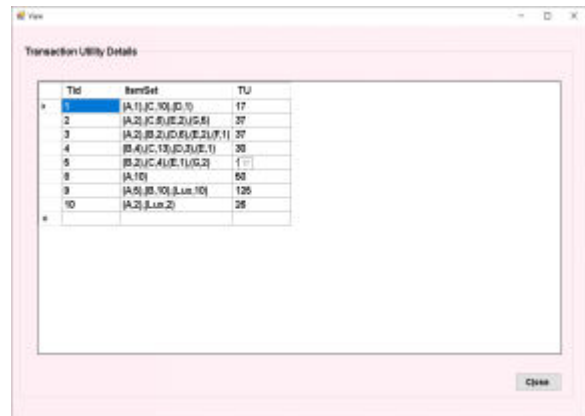 View
Transaction Utility Details
Tid ItemSet TU
1 (A,1),(C,10),(D,1) 17
2 (A,2),(C,6),(E,2),(G,5) 37
3 (A,2),(B,2),(D,6),(E,2),(F,1) 37
4 (B,4),(C,13),(D,3),(E,1) 30
5 (B,2),(C,4),(E,1),(G,2)
8 (A,10) 50
9 (A,5),(B,10),(Lux,10) 125
10 (A,2),(Lux,2)
Close